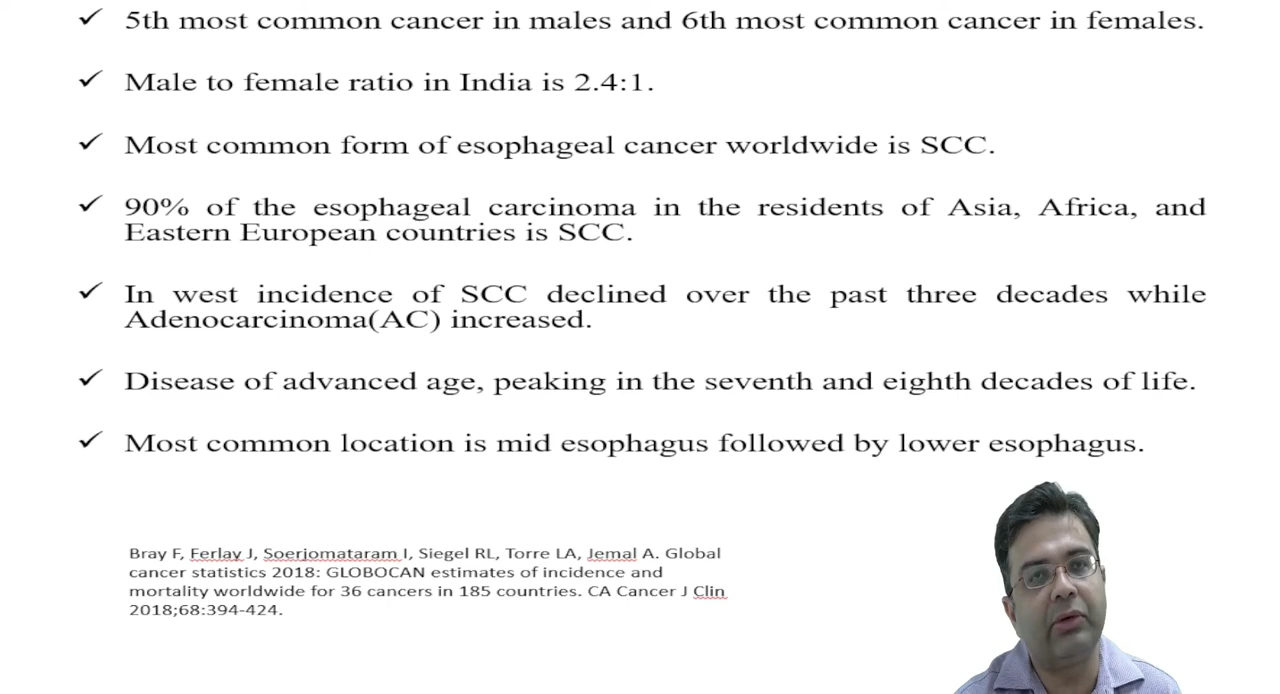 ✓ 5th most common cancer in males and 6th most common cancer in females.
✓ Male to female ratio in India is 2.4:1.
✓ Most common form of esophageal cancer worldwide is SCC.
✓ 90% of the esophageal carcinoma in the residents of Asia, Africa, and
Eastern European countries is SCC.
✓ In west incidence of SCC declined over the past three decades while
Adenocarcinoma(AC) increased.
✓ Disease of advanced age, peaking in the seventh and eighth decades of life.
✓ Most common location is mid esophagus followed by lower esophagus.
Bray F, Ferlay J, Soerjomataram I, Siegel RL, Torre LA, Jemal A. Global
cancer statistics 2018: GLOBOCAN estimates of incidence and
mortality worldwide for 36 cancers in 185 countries. CA Cancer J Clin
2018;68:394-424.